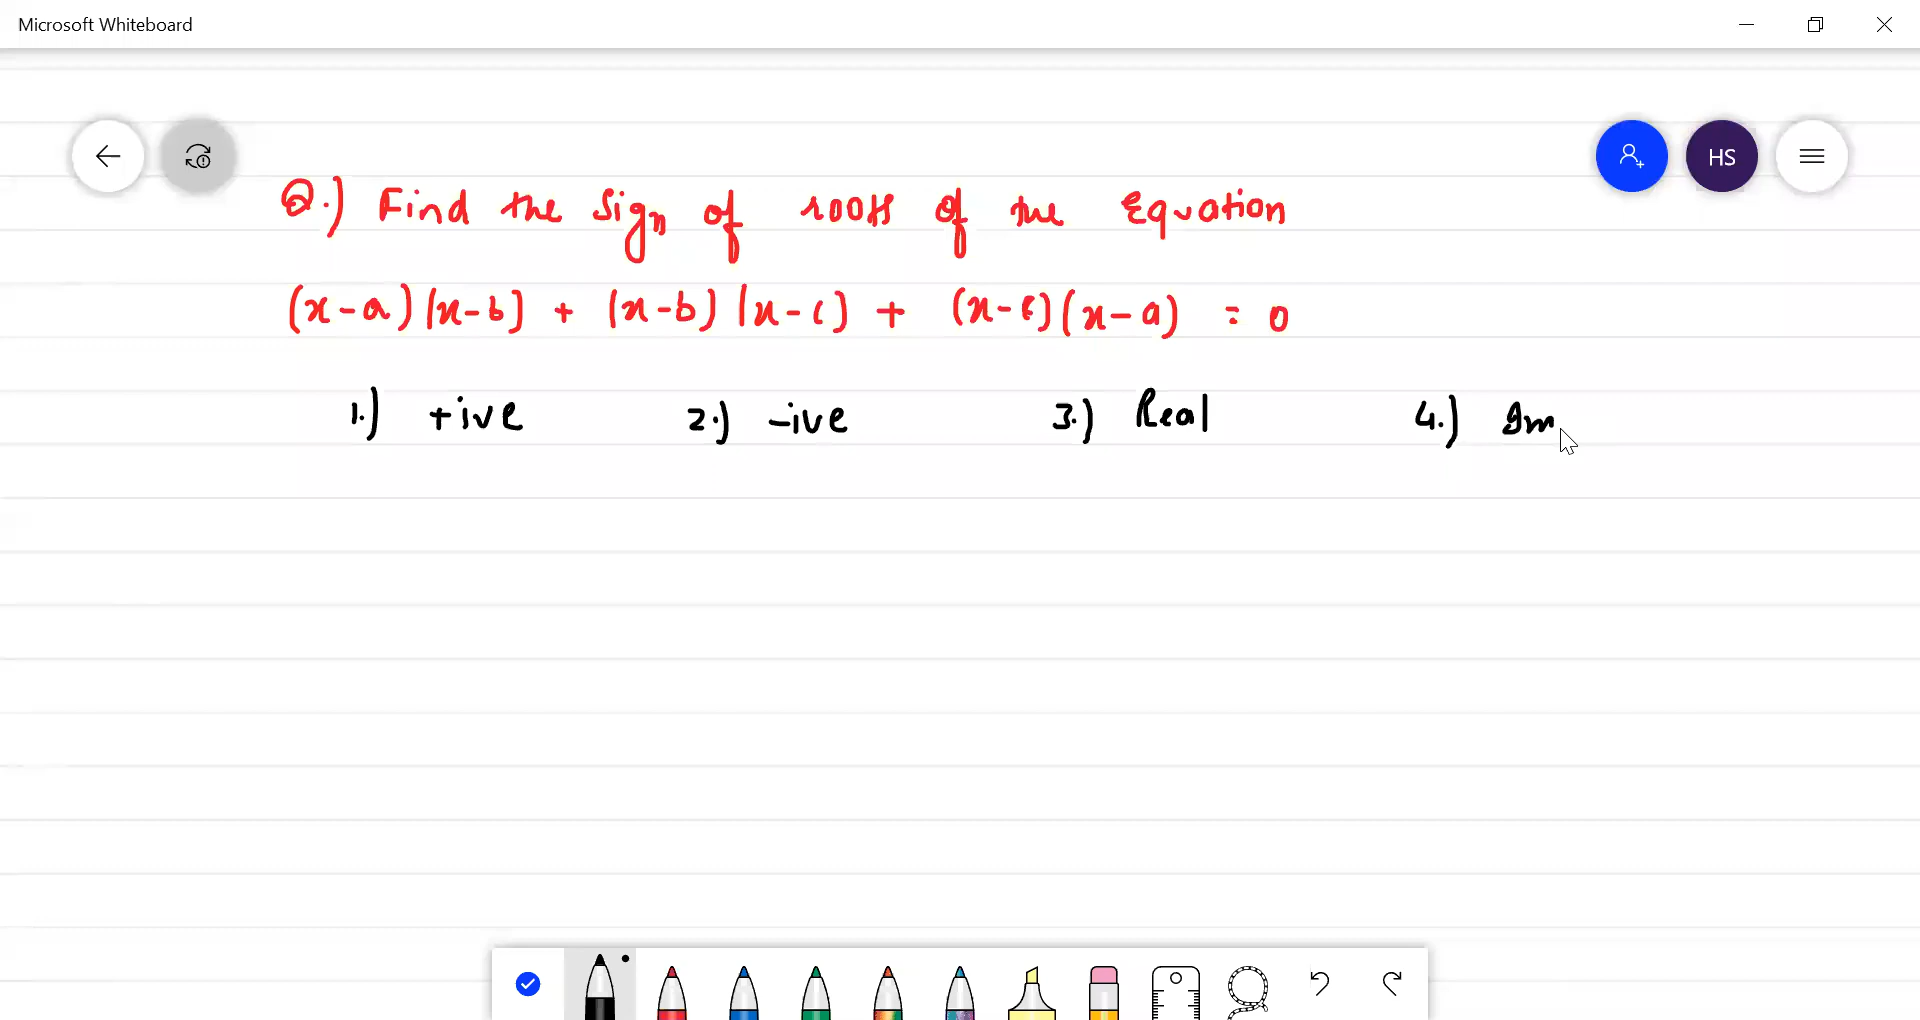 Microsoft Whiteboard
HS
Q.) Find the Sign of roots of the Equation
(x-a)(x-b) + (x-b)(x-c) + (x-c)(x-a) = 0
1.) +ive 2.) -ive 3.) Real 4.) Im